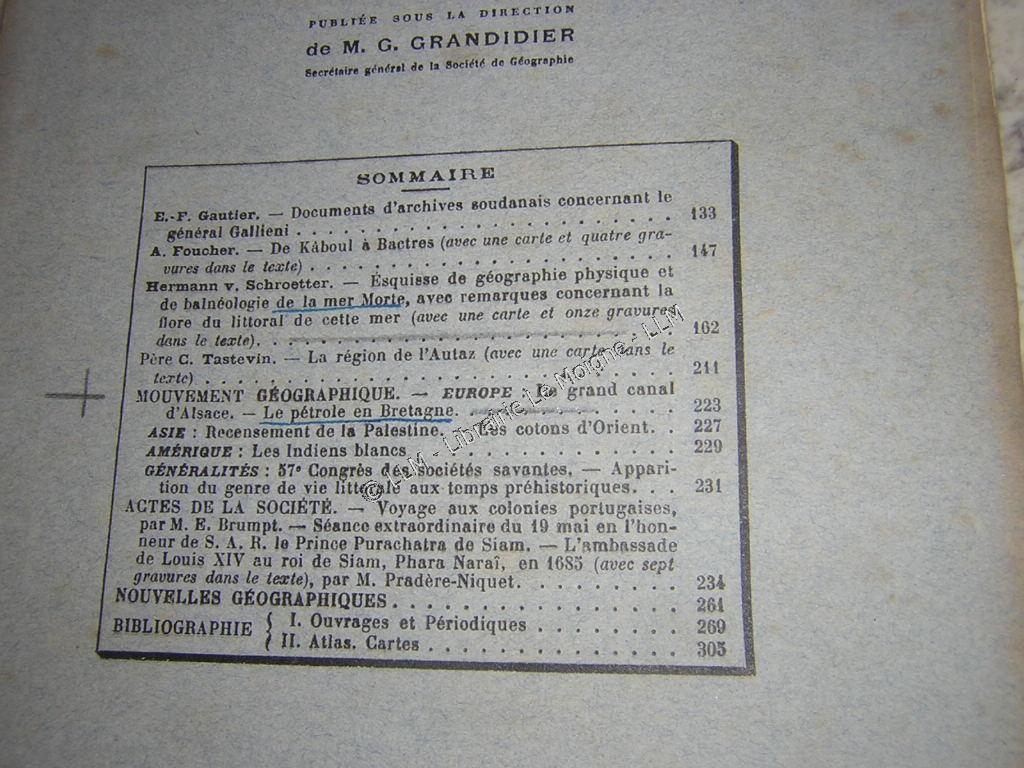 PUBLIÉE SOUS LA DIRECTION
de M. G. GRANDIDIER
Secrétaire général de la Société de Géographie
SOMMAIRE
E.-F. Gautier. — Documents d'archives soudanais concernant le
général Gallieni . . . . . . . . . . . . . . . . . . . . 133
A. Foucher. — De Kâboul à Bactres (avec une carte et quatre gra-
vures dans le texte) . . . . . . . . . . . . . . . . . . . 147
Hermann v. Schroetter. — Esquisse de géographie physique et
de balnéologie de la mer Morte, avec remarques concernant la
flore du littoral de cette mer (avec une carte et onze gravures
dans le texte). . . . . . . . . . . . . . . . . . . . . 162
Père C. Tastevin. — La région de l'Autaz (avec une carte dans le
texte) . . . . . . . . . . . . . . . . . . . . . . . . 211
MOUVEMENT GÉOGRAPHIQUE. — EUROPE : Le grand canal
d'Alsace. — Le pétrole en Bretagne. . . . . . . . . . . 223
ASIE : Recensement de la Palestine. — Les cotons d'Orient. . 227
AMÉRIQUE : Les Indiens blancs . . . . . . . . . . . . . 229
GÉNÉRALITÉS : 57e Congrès des sociétés savantes. — Appari-
tion du genre de vie littorale aux temps préhistoriques. . . 231
ACTES DE LA SOCIÉTÉ. — Voyage aux colonies portugaises,
par M. E. Brumpt. — Séance extraordinaire du 19 mai en l'hon-
neur de S. A. R. le Prince Purachatra de Siam. — L'ambassade
de Louis XIV au roi de Siam, Phara Naraï, en 1685 (avec sept
gravures dans le texte), par M. Pradère-Niquet. . . . . . . 234
NOUVELLES GÉOGRAPHIQUES. . . . . . . . . . . . . . 261
BIBLIOGRAPHIE { I. Ouvrages et Périodiques . . . . . . . . 269
II. Atlas. Cartes . . . . . . . . . . . . . 305
© LLM - Librairie Le Moigne - LLM